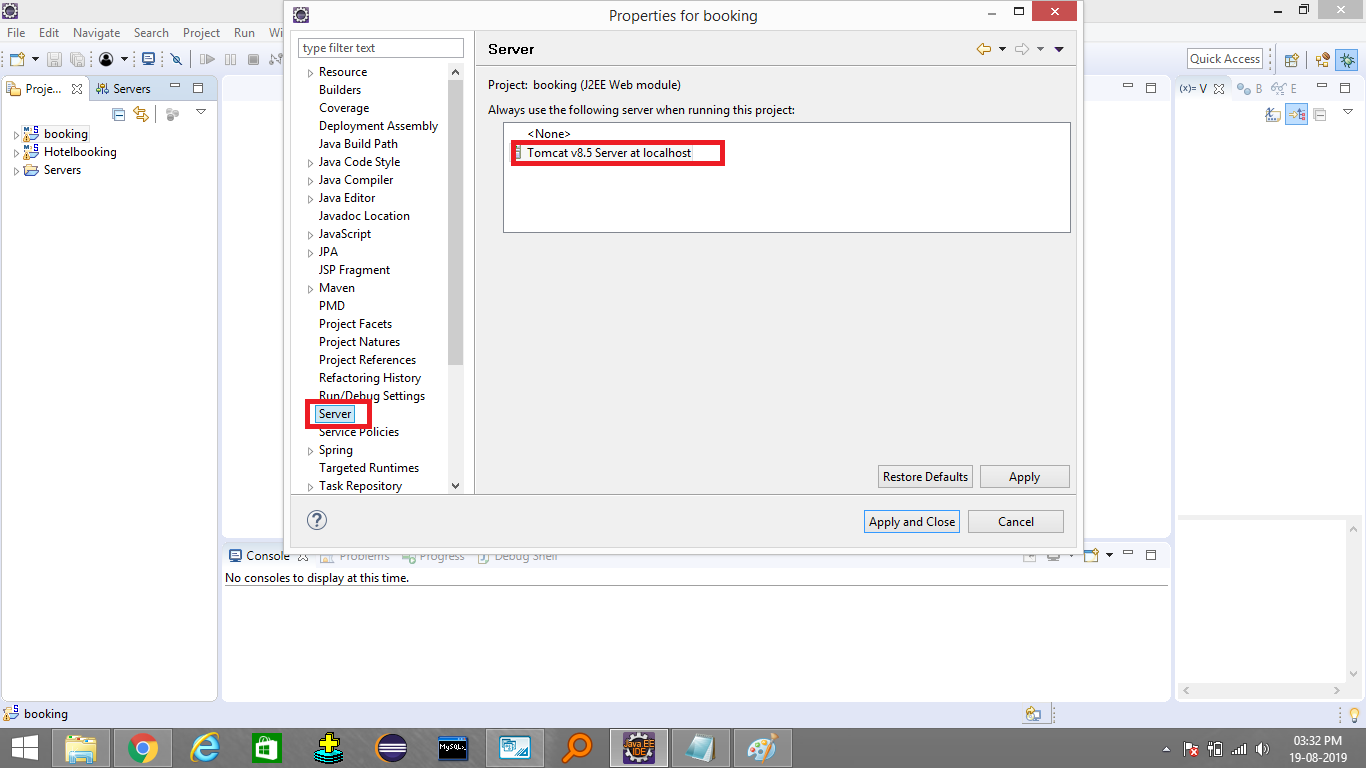 Properties for booking
File Edit Navigate Search Project Run Wi
Quick Access
Proje...
Servers
booking
Hotelbooking
Servers
type filter text
Resource
Builders
Coverage
Deployment Assembly
Java Build Path
Java Code Style
Java Compiler
Java Editor
Javadoc Location
JavaScript
JPA
JSP Fragment
Maven
PMD
Project Facets
Project Natures
Project References
Refactoring History
Run/Debug Settings
Server
Service Policies
Spring
Targeted Runtimes
Task Repository
Server
Project: booking (J2EE Web module)
Always use the following server when running this project:
<None>
Tomcat v8.5 Server at localhost
Restore Defaults
Apply
?
Apply and Close
Cancel
(x)= V
B
E
Console
Problems
Progress
Debug Shell
No consoles to display at this time.
booking
MySQL
Java EE
IDE
03:32 PM
19-08-2019